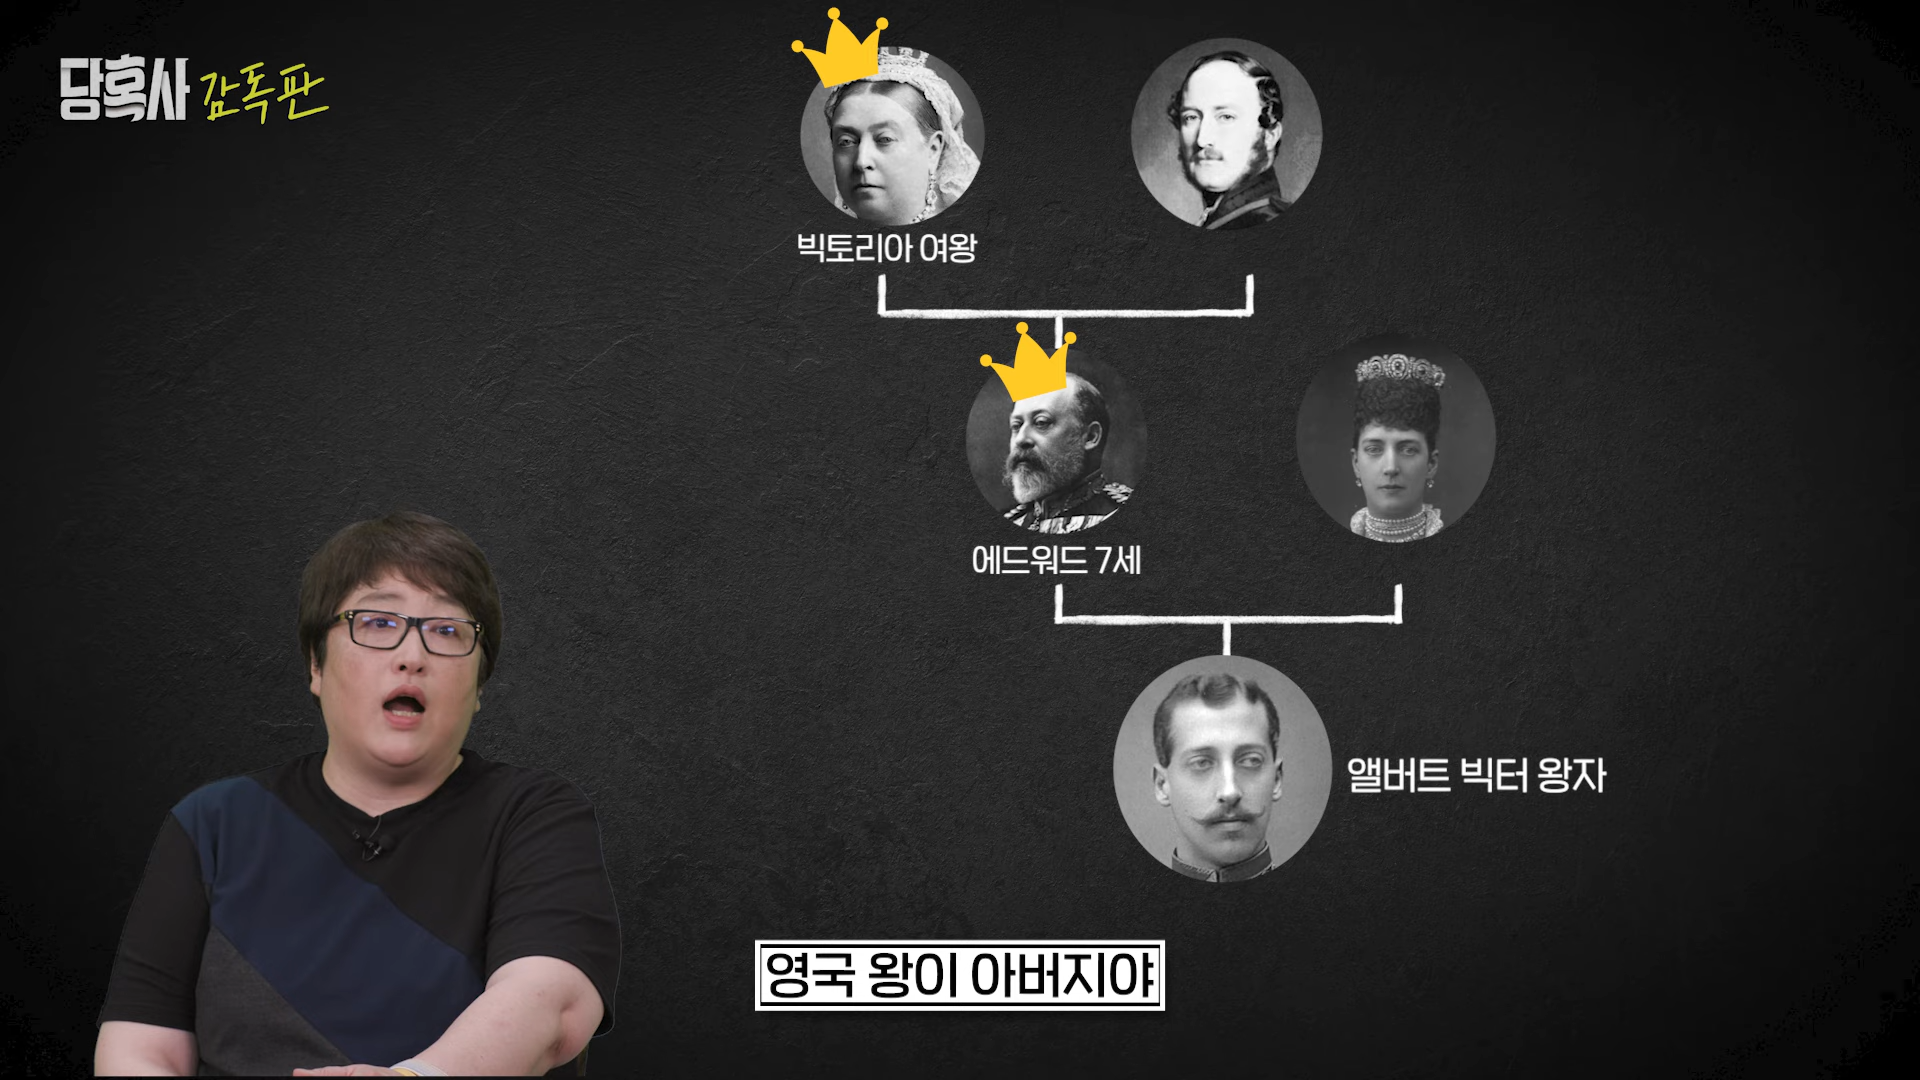 당혹사 감독판
빅토리아 여왕
에드워드 7세
앨버트 빅터 왕자
영국 왕이 아버지야